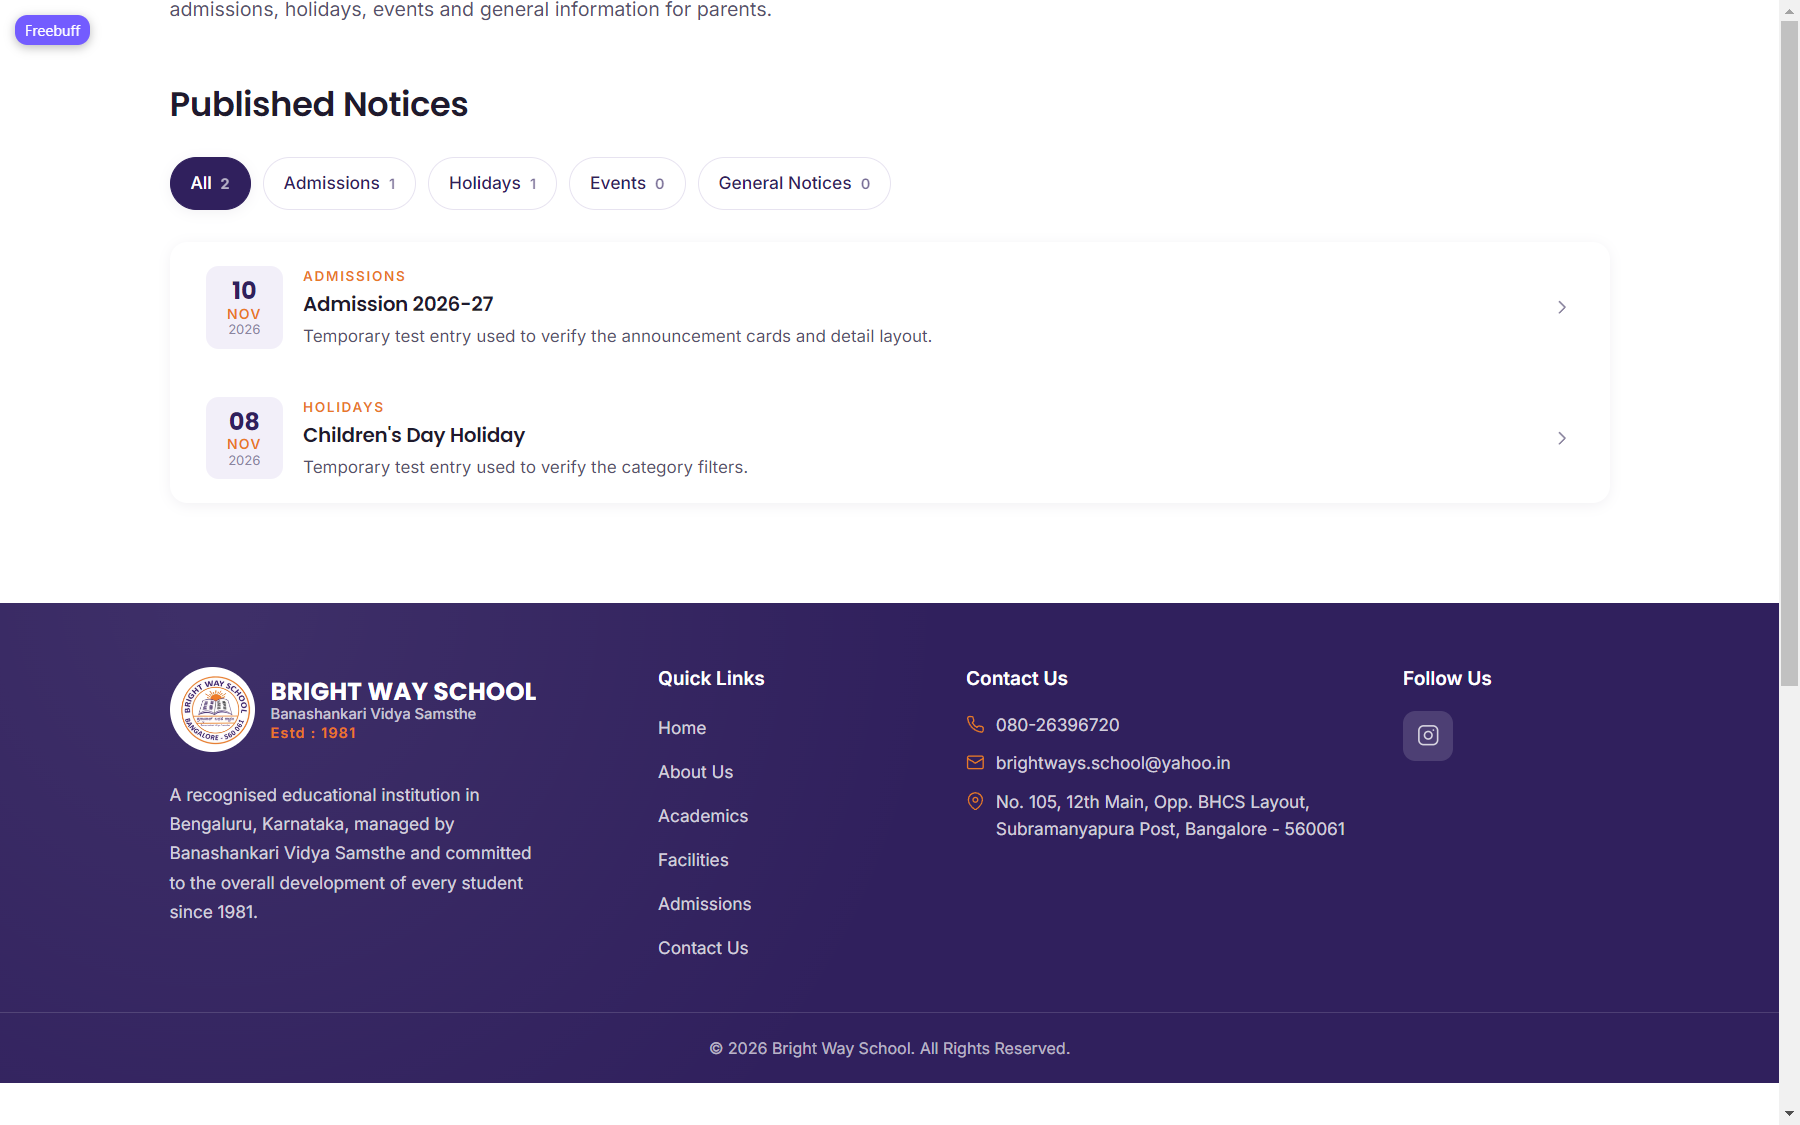 admissions, holidays, events and general information for parents.
Freebuff
Published Notices
All 2
Admissions 1
Holidays 1
Events 0
General Notices 0
10
NOV
2026
ADMISSIONS
Admission 2026-27
Temporary test entry used to verify the announcement cards and detail layout.
08
NOV
2026
HOLIDAYS
Children's Day Holiday
Temporary test entry used to verify the category filters.
BRIGHT WAY SCHOOL
BANGALORE - 560 061
BRIGHT WAY SCHOOL
Banashankari Vidya Samsthe
Estd : 1981
A recognised educational institution in
Bengaluru, Karnataka, managed by
Banashankari Vidya Samsthe and committed
to the overall development of every student
since 1981.
Quick Links
Home
About Us
Academics
Facilities
Admissions
Contact Us
Contact Us
080-26396720
brightways.school@yahoo.in
No. 105, 12th Main, Opp. BHCS Layout,
Subramanyapura Post, Bangalore - 560061
Follow Us
© 2026 Bright Way School. All Rights Reserved.